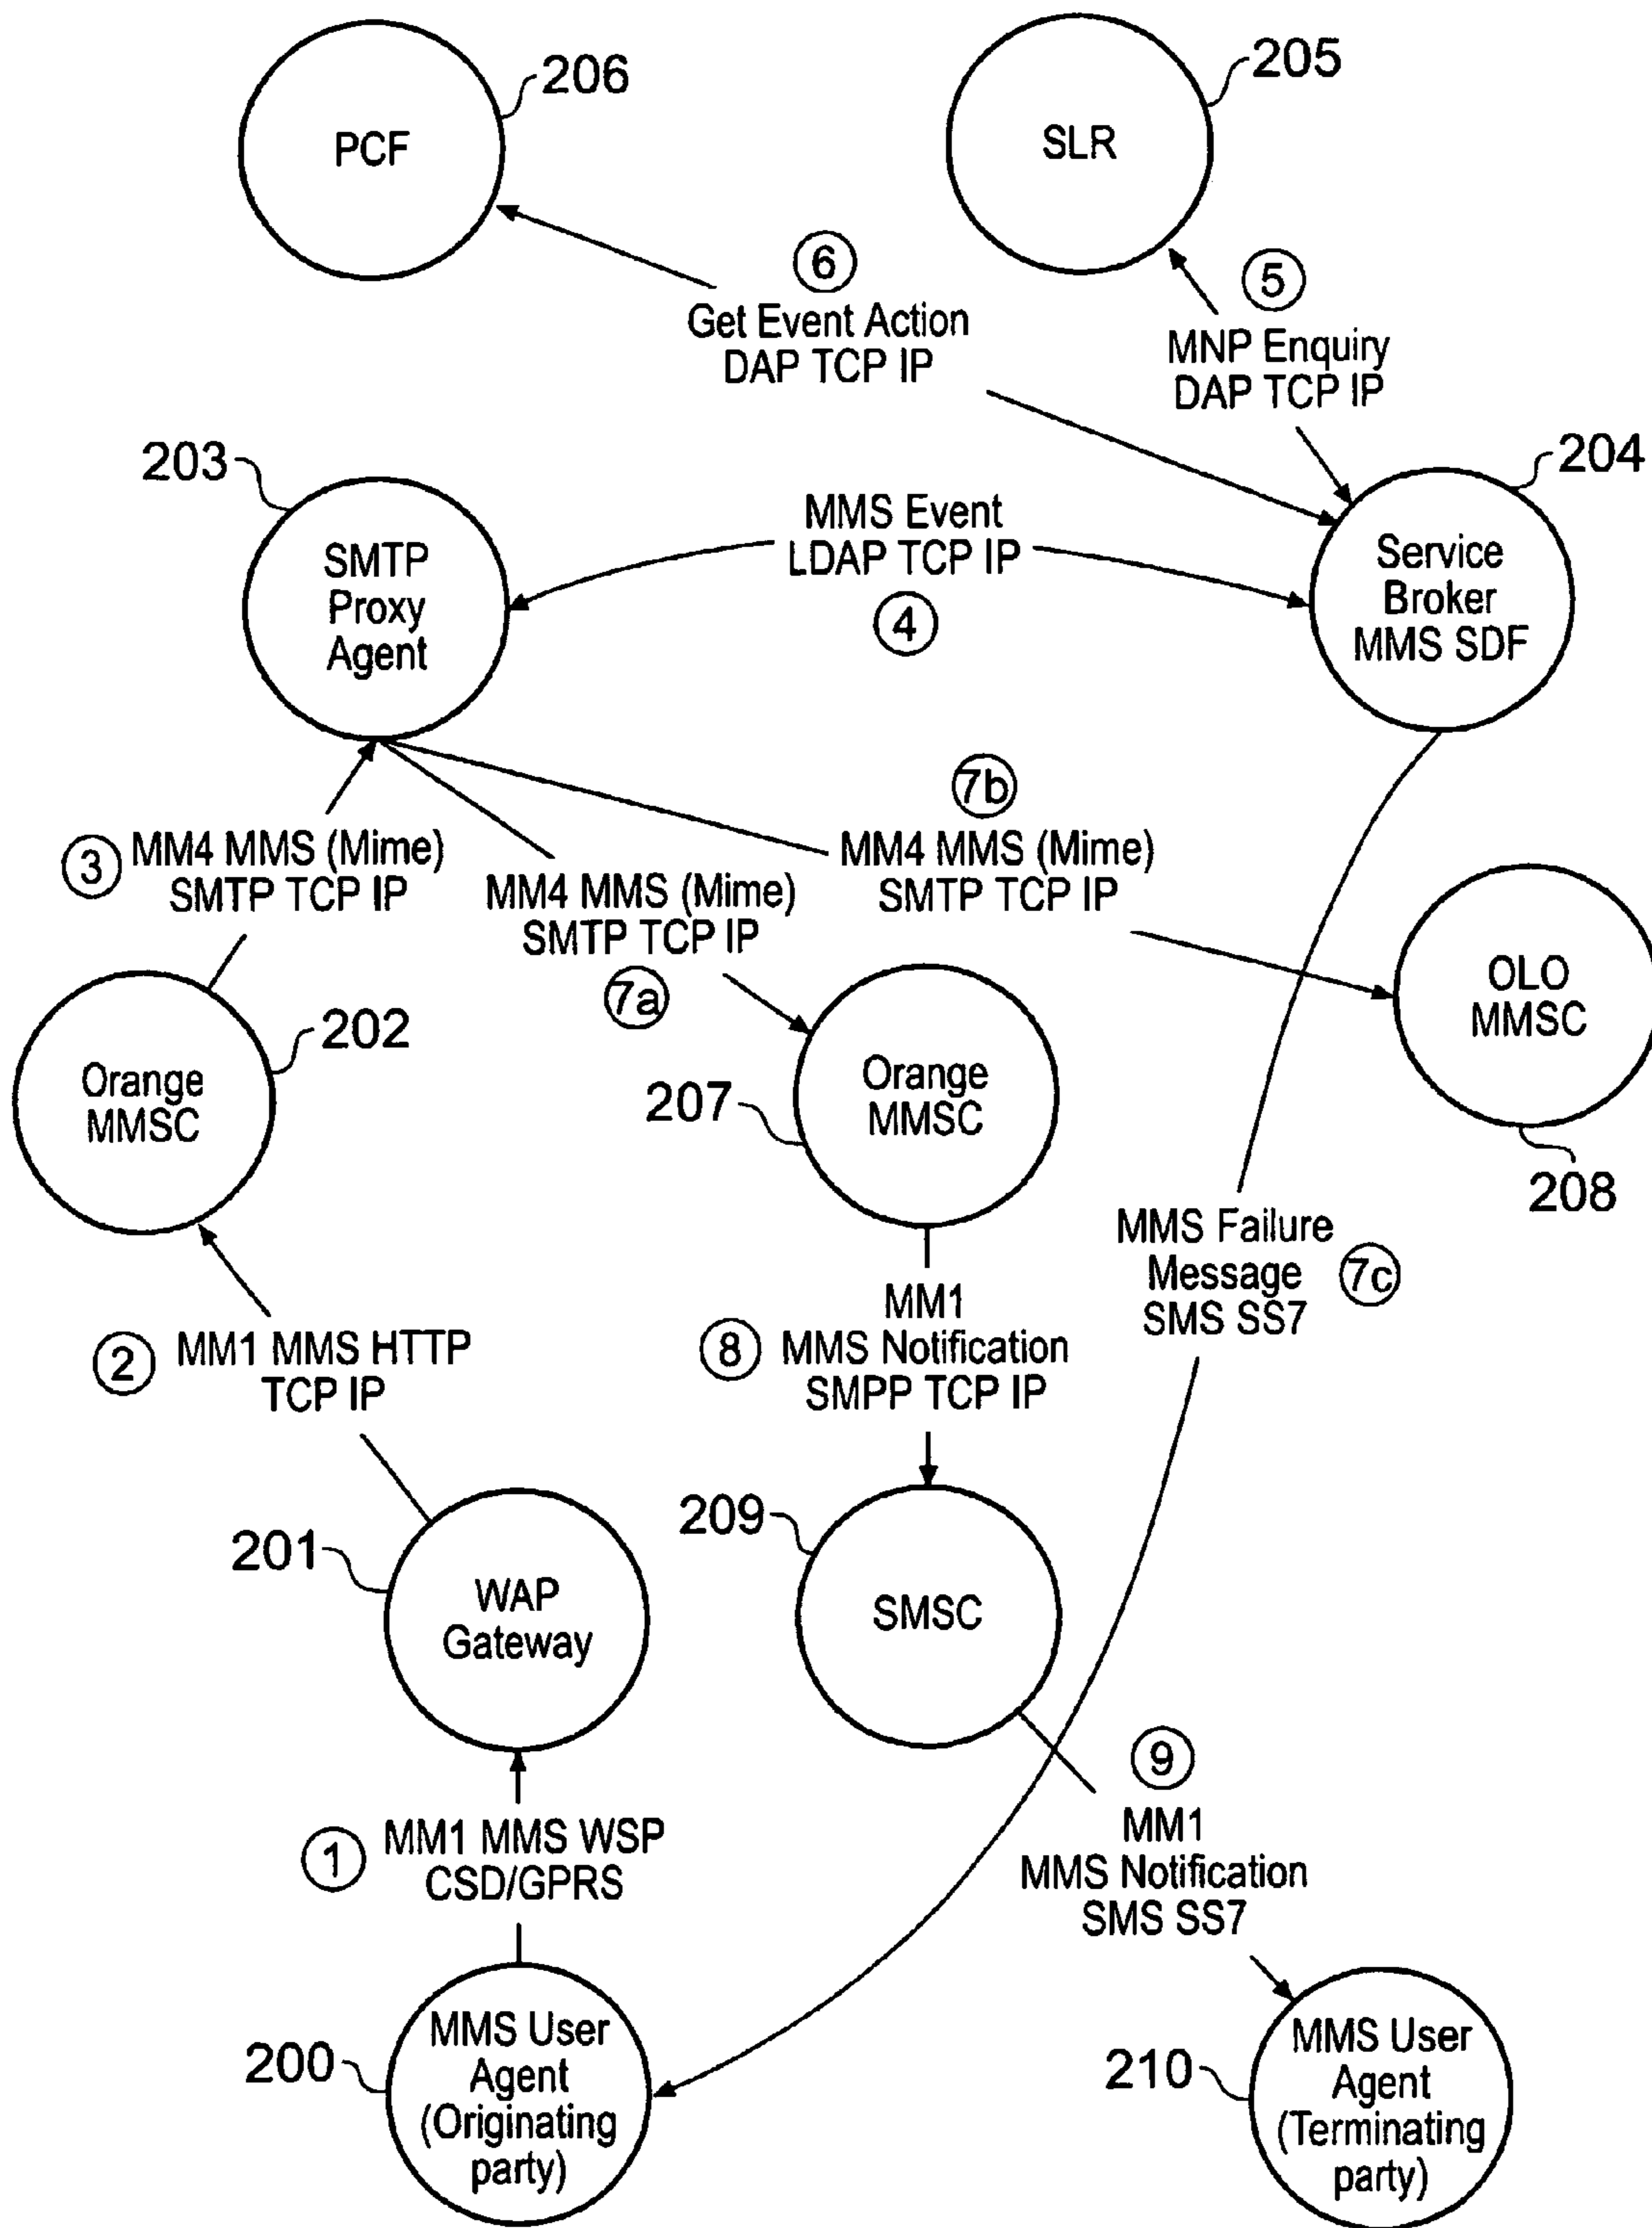 206
PCF
205
SLR
6
Get Event Action
DAP TCP IP
5
MNP Enquiry
DAP TCP IP
203
SMTP
Proxy
Agent
MMS Event
LDAP TCP IP
4
204
Service
Broker
MMS SDF
3
MM4 MMS (Mime)
SMTP TCP IP
MM4 MMS (Mime)
SMTP TCP IP
7a
7b
MM4 MMS (Mime)
SMTP TCP IP
OLO
MMSC
208
202
Orange
MMSC
207
Orange
MMSC
MMS Failure
Message
SMS SS7
7c
2
MM1 MMS HTTP
TCP IP
8
MM1
MMS Notification
SMPP TCP IP
201
WAP
Gateway
209
SMSC
1
MM1 MMS WSP
CSD/GPRS
9
MM1
MMS Notification
SMS SS7
200
MMS User
Agent
(Originating
party)
210
MMS User
Agent
(Terminating
party)